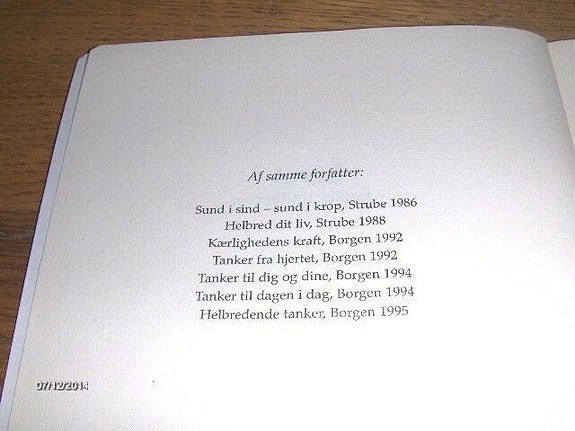 Af samme forfatter:
Sund i sind – sund i krop, Strube 1986
Helbred dit liv, Strube 1988
Kærlighedens kraft, Borgen 1992
Tanker fra hjertet, Borgen 1992
Tanker til dig og dine, Borgen 1994
Tanker til dagen i dag, Borgen 1994
Helbredende tanker, Borgen 1995
07/12/2014